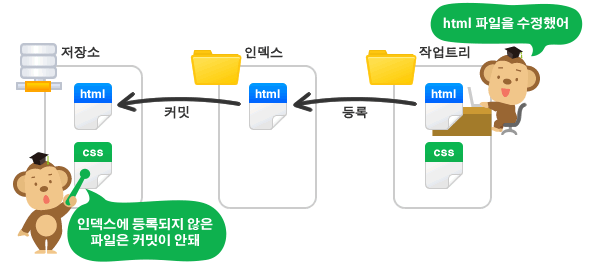 html 파일을 수정했어
저장소
인덱스
작업트리
html
html
html
커밋
등록
css
css
인덱스에 등록되지 않은
파일은 커밋이 안돼